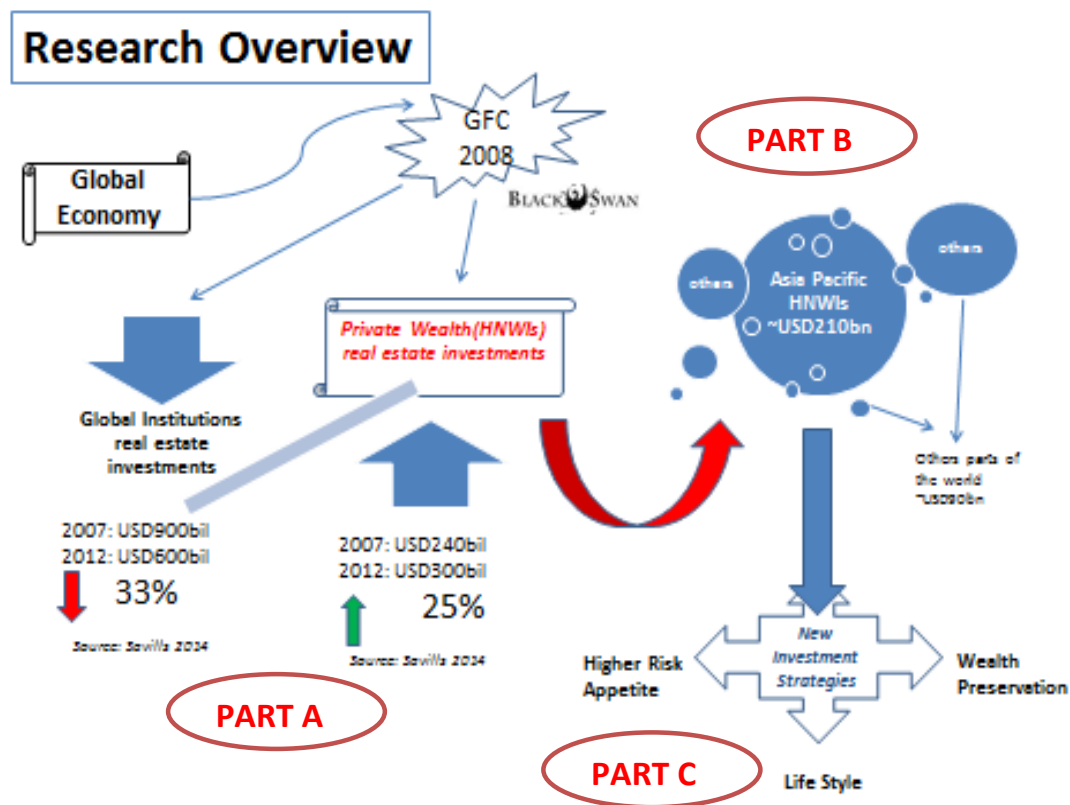 Research Overview
GFC
2008
PART B
Global
Economy
BLACK SWAN
others
others
Asia Pacific
HNWIs
~USD210bn
Private Wealth(HNWIs)
real estate investments
Global Institutions
real estate
investments
Others parts of
the world
~USD90bn
2007: USD900bil
2012: USD600bil
33%
2007: USD240bil
2012: USD300bil
25%
Source: Savills 2014
Source: Savills 2014
New
Investment
Strategies
Higher Risk
Appetite
Wealth
Preservation
PART A
PART C
Life Style